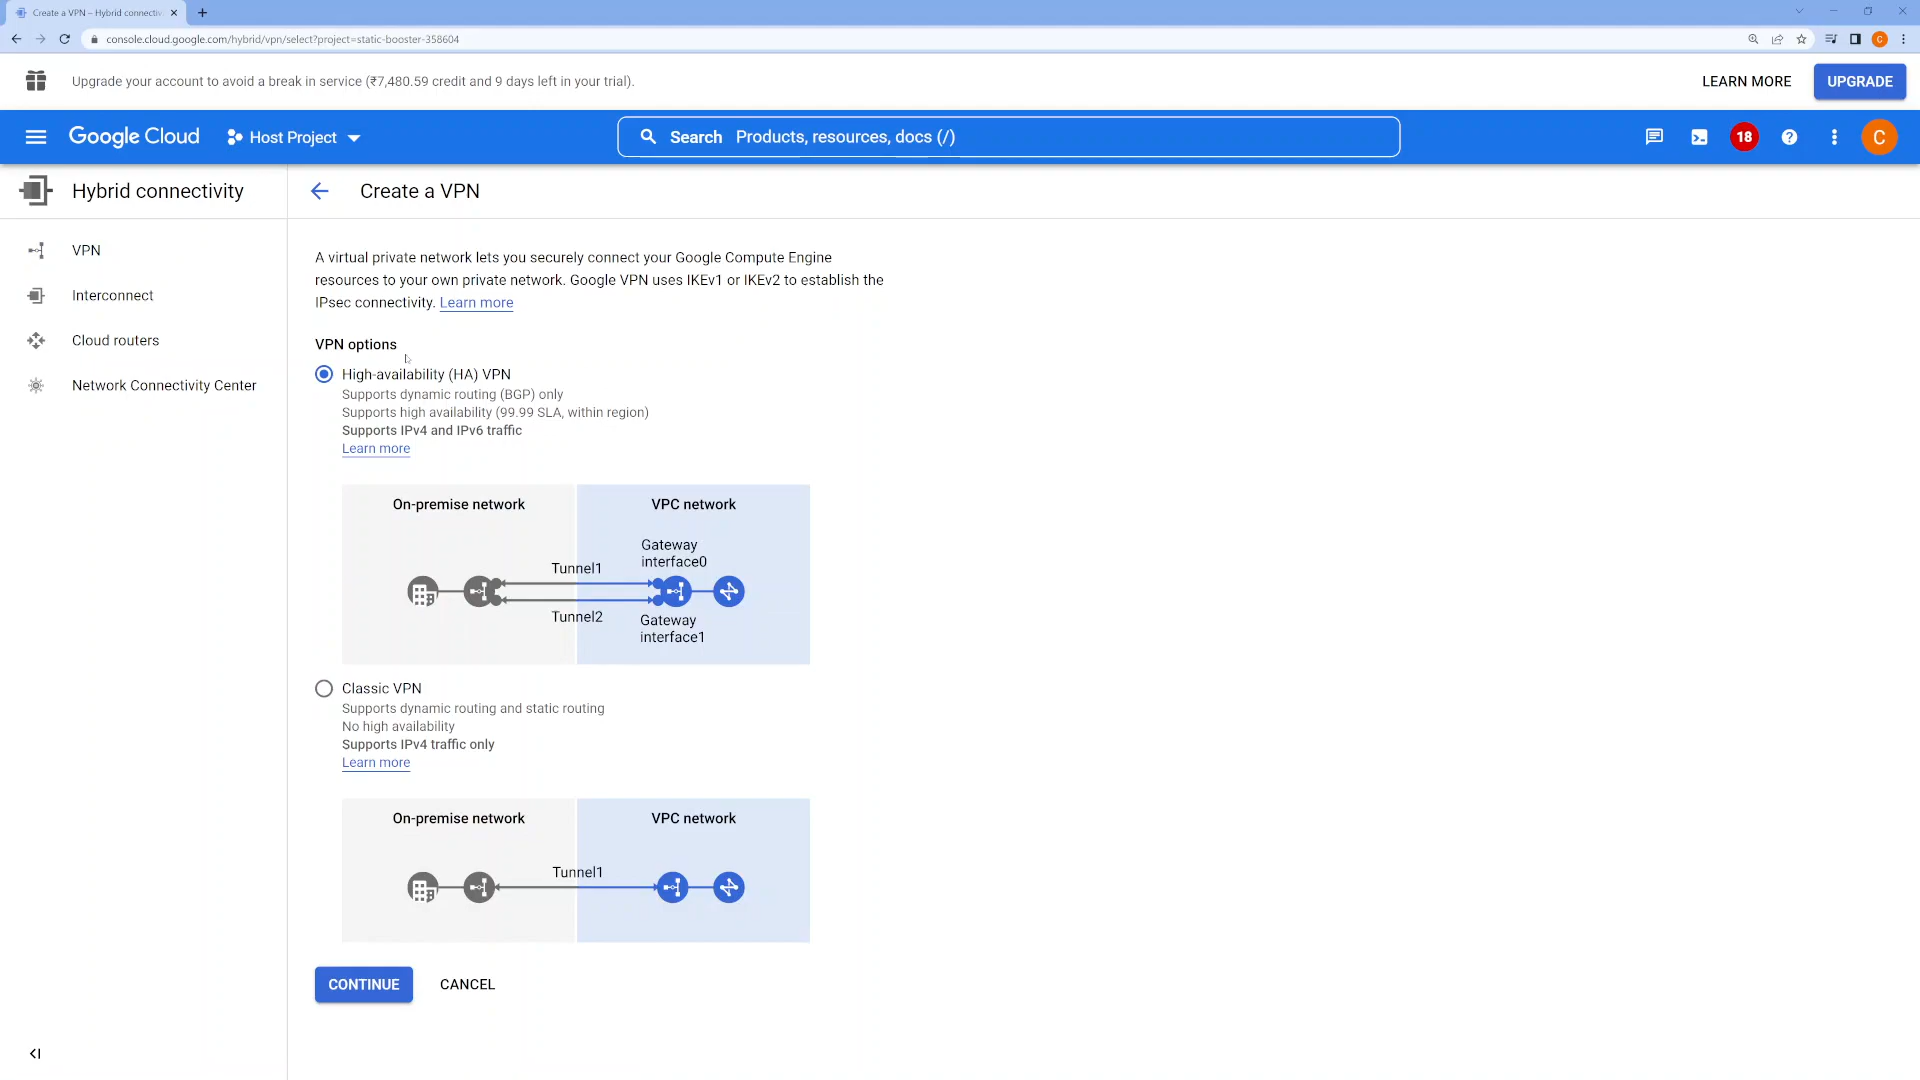 Create a VPN – Hybrid connectiv
console.cloud.google.com/hybrid/vpn/select?project=static-booster-358604
C
Upgrade your account to avoid a break in service (₹7,480.59 credit and 9 days left in your trial).
LEARN MORE
UPGRADE
Google Cloud
Host Project
Search Products, resources, docs (/)
18
C
Hybrid connectivity
Create a VPN
VPN
Interconnect
Cloud routers
Network Connectivity Center
A virtual private network lets you securely connect your Google Compute Engine
resources to your own private network. Google VPN uses IKEv1 or IKEv2 to establish the
IPsec connectivity. Learn more
VPN options
High-availability (HA) VPN
Supports dynamic routing (BGP) only
Supports high availability (99.99 SLA, within region)
Supports IPv4 and IPv6 traffic
Learn more
On-premise network
VPC network
Gateway
interface0
Tunnel1
Tunnel2
Gateway
interface1
Classic VPN
Supports dynamic routing and static routing
No high availability
Supports IPv4 traffic only
Learn more
On-premise network
VPC network
Tunnel1
CONTINUE
CANCEL